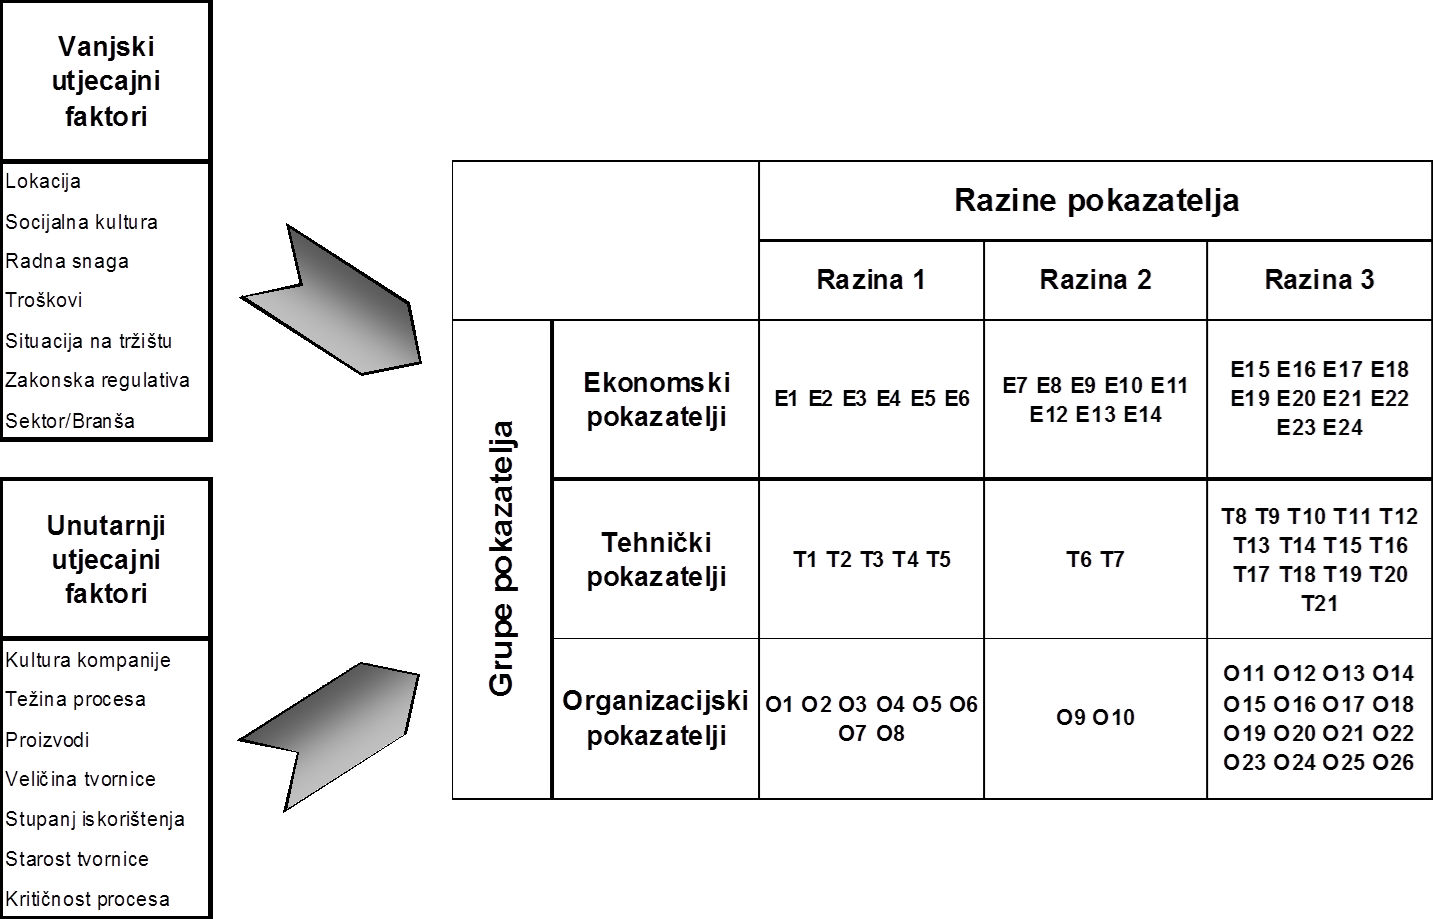 Vanjski
utjecajni
faktori
Lokacija
Socijalna kultura
Radna snaga
Troškovi
Situacija na tržištu
Zakonska regulativa
Sektor/Branša
Unutarnji
utjecajni
faktori
Kultura kompanije
Težina procesa
Proizvodi
Veličina tvornice
Stupanj iskorištenja
Starost tvornice
Kritičnost procesa
Razine pokazatelja
Razina 1
Razina 2
Razina 3
Grupe pokazatelja
Ekonomski
pokazatelji
E1 E2 E3 E4 E5 E6
E7 E8 E9 E10 E11
E12 E13 E14
E15 E16 E17 E18
E19 E20 E21 E22
E23 E24
Tehnički
pokazatelji
T1 T2 T3 T4 T5
T6 T7
T8 T9 T10 T11 T12
T13 T14 T15 T16
T17 T18 T19 T20
T21
Organizacijski
pokazatelji
O1 O2 O3 O4 O5 O6
O7 O8
O9 O10
O11 O12 O13 O14
O15 O16 O17 O18
O19 O20 O21 O22
O23 O24 O25 O26